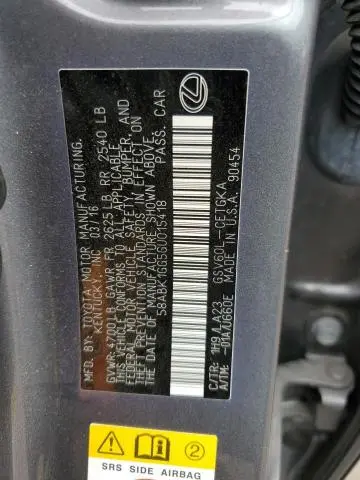 MFD. BY: TOYOTA MOTOR MANUFACTURING,
KENTUCKY, INC. 03/16
GVWR 4700 LB GAWR FR 2625 LB RR 2540 LB
THIS VEHICLE CONFORMS TO ALL APPLICABLE
FEDERAL MOTOR VEHICLE SAFETY, BUMPER, AND
THEFT PREVENTION STANDARDS IN EFFECT ON
THE DATE OF MANUFACTURE SHOWN ABOVE.
58ABK1GG5GU015418 PASS. CAR
C/TR: 1H9/LA23 GSV60L-CETGKA
A/TM: -01A/U660E MADE IN U.S.A. 90454
2
SRS SIDE AIRBAG